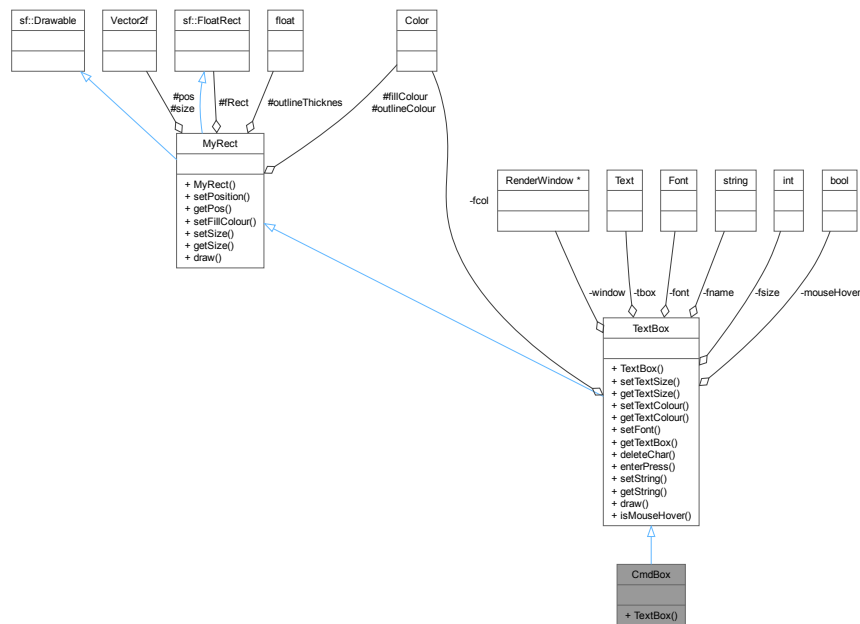 sf::Drawable
Vector2f
sf::FloatRect
float
Color
#pos
#size
#fRect
#outlineThicknes
#fillColour
#outlineColour
MyRect
+ MyRect()
+ setPosition()
+ getPos()
+ setFillColour()
+ setSize()
+ getSize()
+ draw()
RenderWindow *
Text
Font
string
int
bool
-fcol
-window
-tbox
-font
-fname
-fsize
-mouseHover
TextBox
+ TextBox()
+ setTextSize()
+ getTextSize()
+ setTextColour()
+ getTextColour()
+ setFont()
+ getTextBox()
+ deleteChar()
+ enterPress()
+ setString()
+ getString()
+ draw()
+ isMouseHover()
CmdBox
+ TextBox()